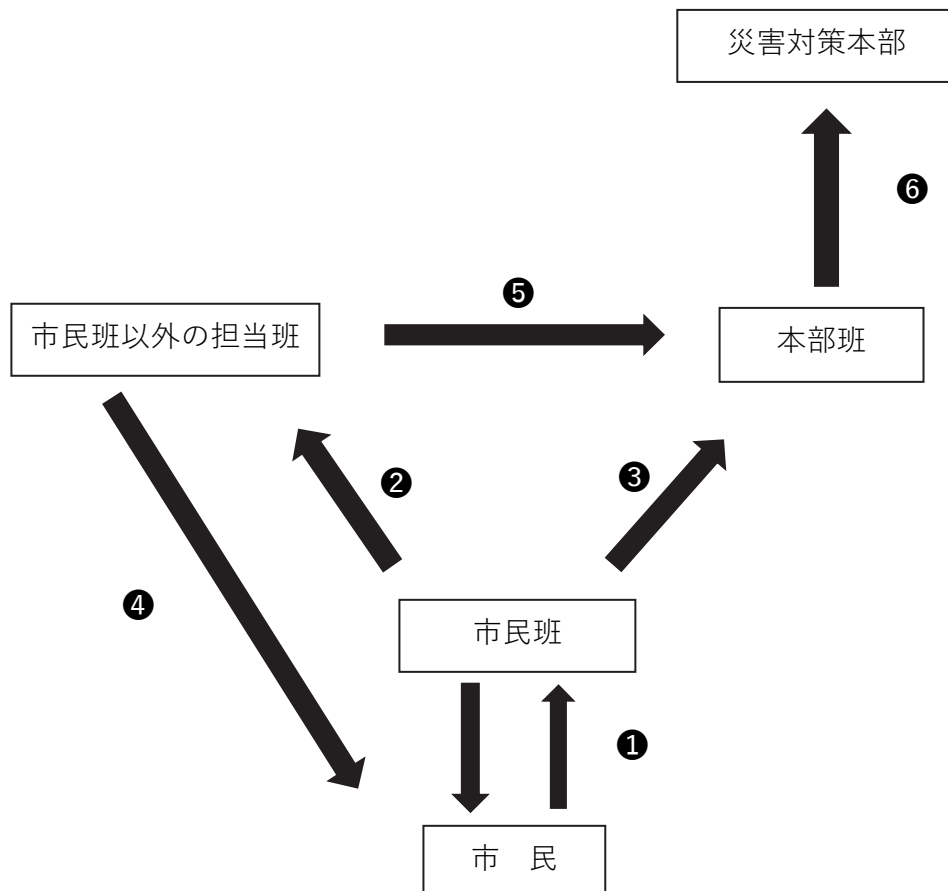 災害対策本部
❻
❺
市民班以外の担当班
本部班
❷
❸
❹
市民班
❶
市　民